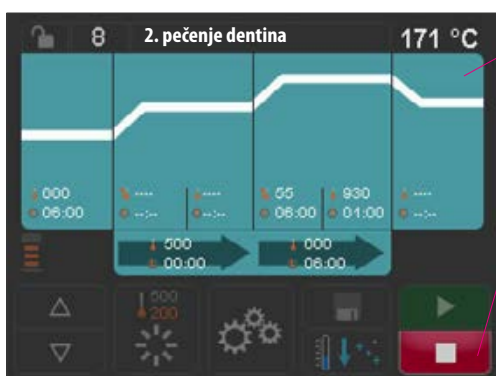 8 2. pečenje dentina 171 °C
000 ---- ---- 55 930 ----
06:00 --:- --:- 06:00 01:00 --:-
500 000
00:00 06:00
500
200